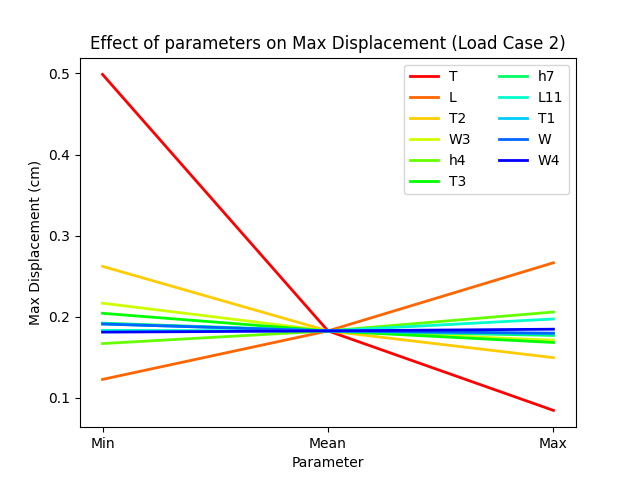 Effect of parameters on Max Displacement (Load Case 2)
Max Displacement (cm)
0.5
0.4
0.3
0.2
0.1
T
L
T2
W3
h4
T3
h7
L11
T1
W
W4
Min
Mean
Max
Parameter